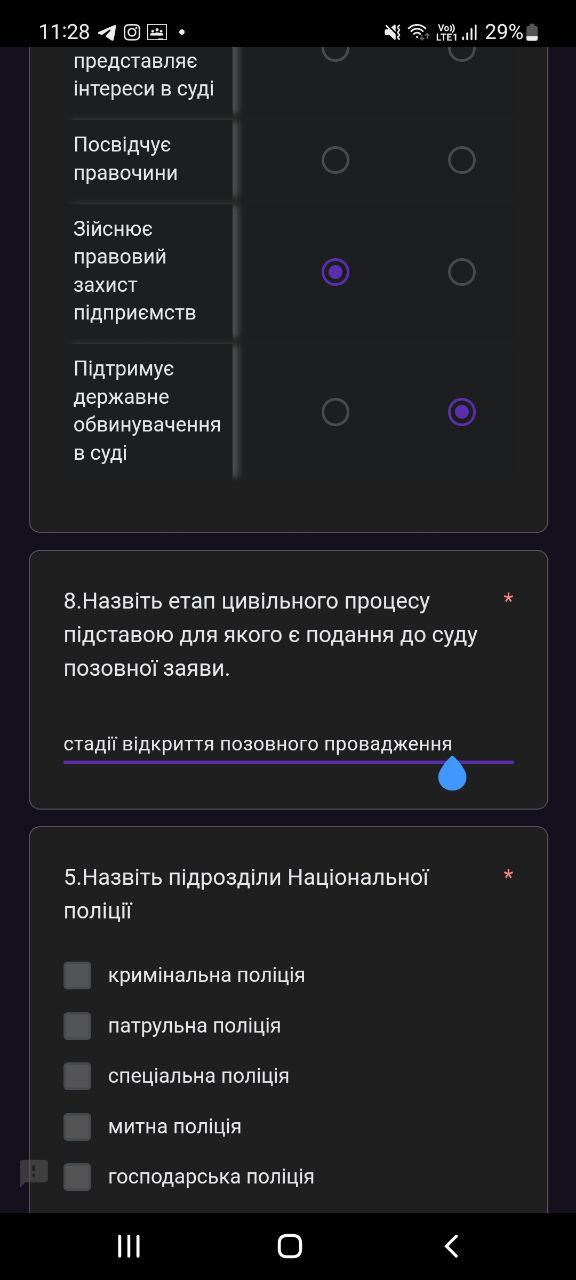 11:28
Vo))
LTE1
29%
представляє
інтереси в суді
Посвідчує
правочини
Зійснює
правовий
захист
підприємств
Підтримує
державне
обвинувачення
в суді
8.Назвіть етап цивільного процесу *
підставою для якого є подання до суду
позовної заяви.
стадії відкриття позовного провадження
5.Назвіть підрозділи Національної *
поліції
кримінальна поліція
патрульна поліція
спеціальна поліція
митна поліція
господарська поліція